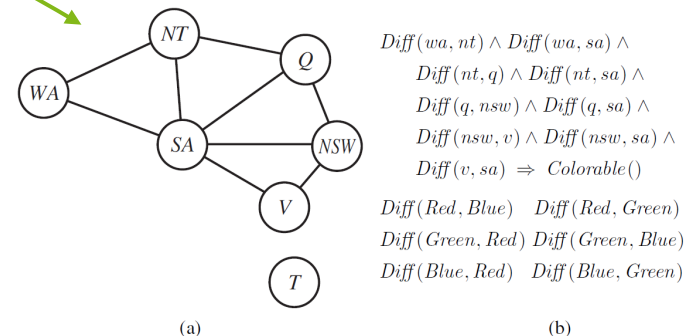 NT
Q
WA
SA
NSW
V
T
(a)
Diff(wa, nt) ∧ Diff(wa, sa) ∧
Diff(nt, q) ∧ Diff(nt, sa) ∧
Diff(q, nsw) ∧ Diff(q, sa) ∧
Diff(nsw, v) ∧ Diff(nsw, sa) ∧
Diff(v, sa) ⇒ Colorable()
Diff(Red, Blue) Diff(Red, Green)
Diff(Green, Red) Diff(Green, Blue)
Diff(Blue, Red) Diff(Blue, Green)
(b)